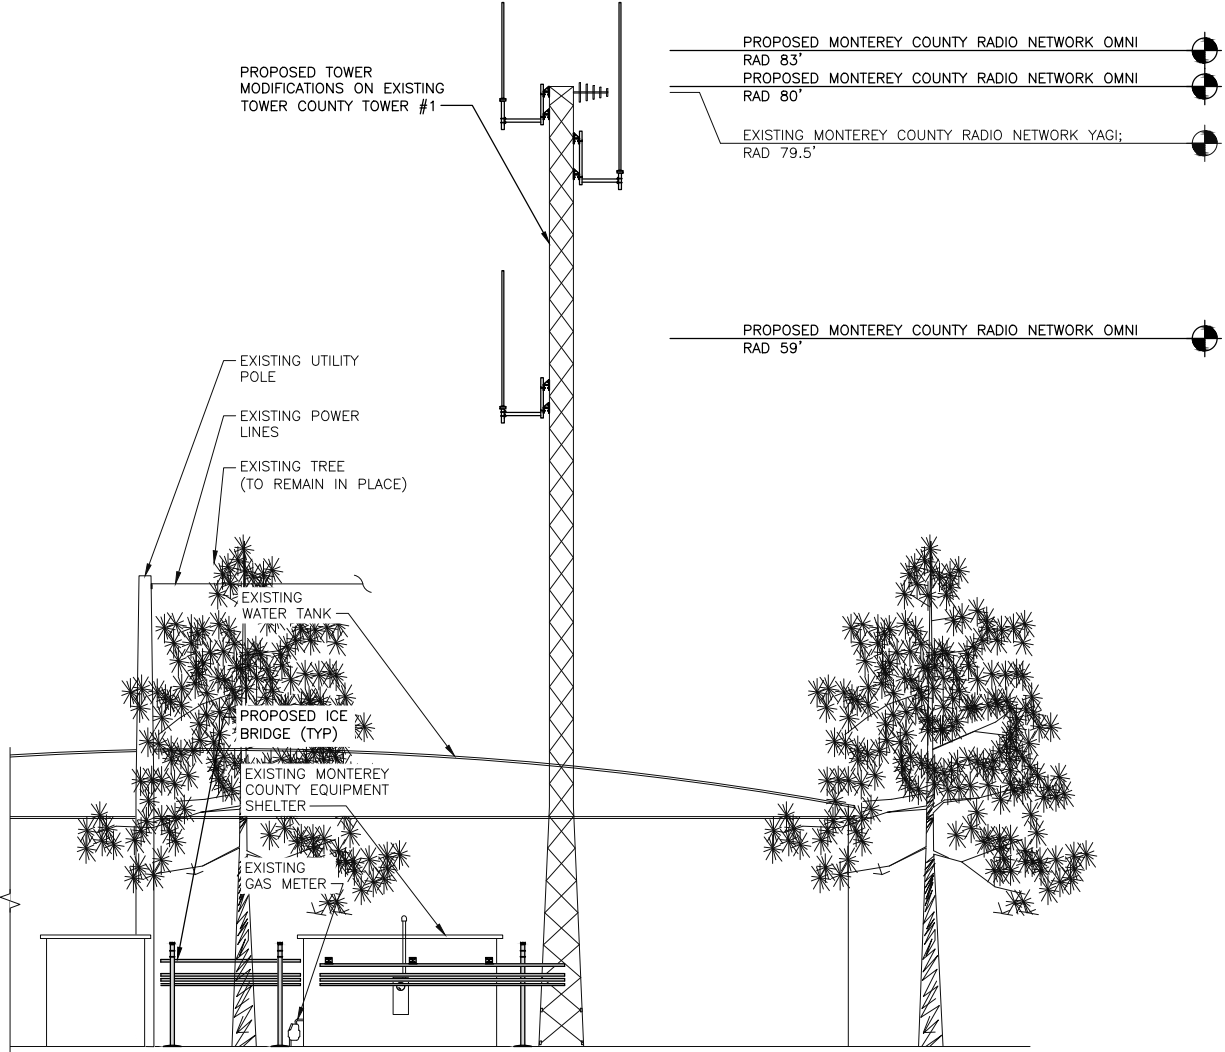 PROPOSED MONTEREY COUNTY RADIO NETWORK OMNI
RAD 83'
PROPOSED TOWER
MODIFICATIONS ON EXISTING
TOWER COUNTY TOWER #1
PROPOSED MONTEREY COUNTY RADIO NETWORK OMNI
RAD 80'
EXISTING MONTEREY COUNTY RADIO NETWORK YAGI;
RAD 79.5'
PROPOSED MONTEREY COUNTY RADIO NETWORK OMNI
RAD 59'
EXISTING UTILITY
POLE
EXISTING POWER
LINES
EXISTING TREE
(TO REMAIN IN PLACE)
EXISTING
WATER TANK
PROPOSED ICE
BRIDGE (TYP)
EXISTING MONTEREY
COUNTY EQUIPMENT
SHELTER
EXISTING
GAS METER